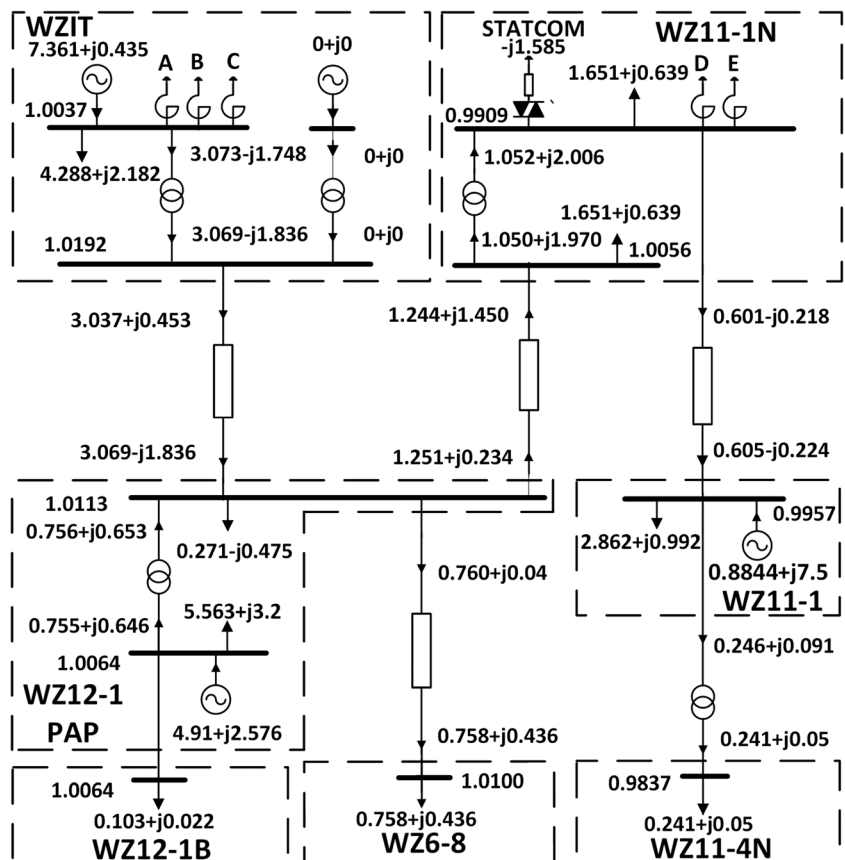 WZIT
7.361+j0.435
A
B
C
0+j0
1.0037
3.073-j1.748
0+j0
4.288+j2.182
3.069-j1.836
0+j0
1.0192
STATCOM
-j1.585
WZ11-1N
1.651+j0.639
D
E
0.9909
1.052+j2.006
1.651+j0.639
1.050+j1.970
1.0056
3.037+j0.453
1.244+j1.450
0.601-j0.218
3.069-j1.836
1.251+j0.234
0.605-j0.224
1.0113
0.756+j0.653
0.271-j0.475
0.755+j0.646
5.563+j3.2
1.0064
WZ12-1
PAP
4.91+j2.576
0.760+j0.04
0.758+j0.436
0.9957
2.862+j0.992
0.8844+j7.5
WZ11-1
0.246+j0.091
0.241+j0.05
1.0064
0.103+j0.022
WZ12-1B
1.0100
0.758+j0.436
WZ6-8
0.9837
0.241+j0.05
WZ11-4N